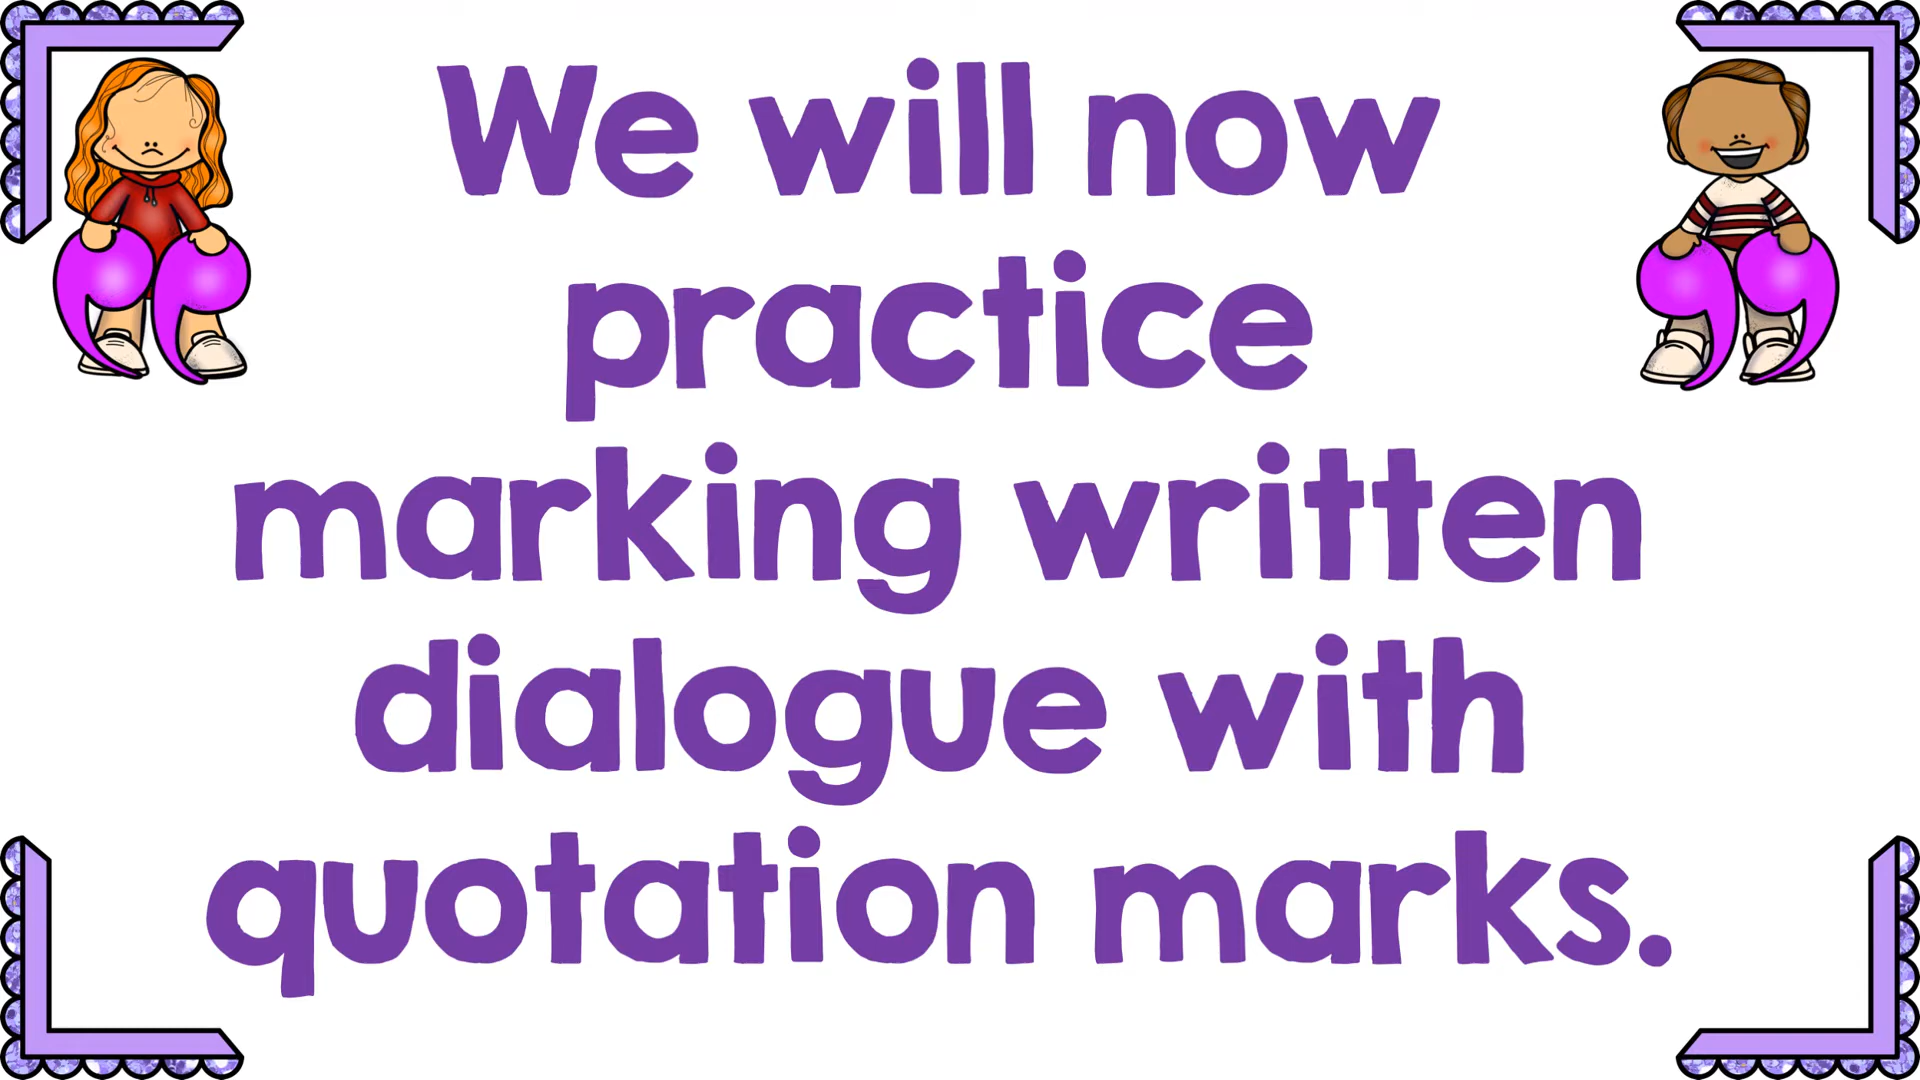 We will now
practice
marking written
dialogue with
quotation marks.